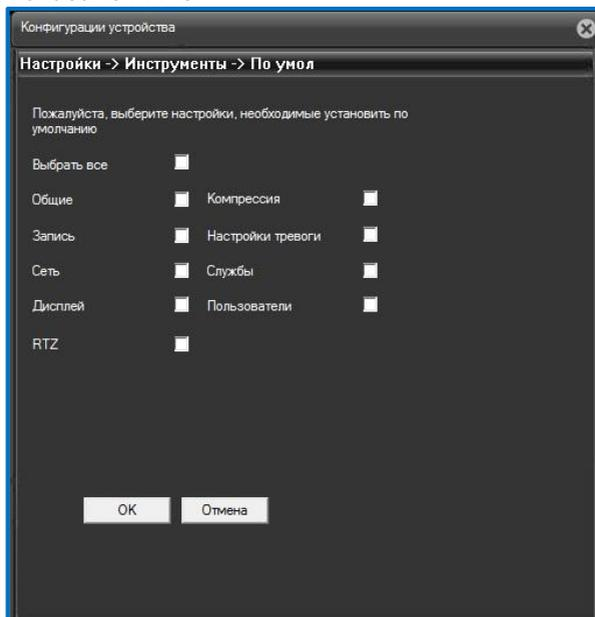 Конфигурации устройства
Настройки -> Инструменты -> По умол
Пожалуйста, выберите настройки, необходимые установить по
умолчанию
Выбрать все
Общие Компрессия
Запись Настройки тревоги
Сеть Службы
Дисплей Пользователи
RTZ
OK Отмена